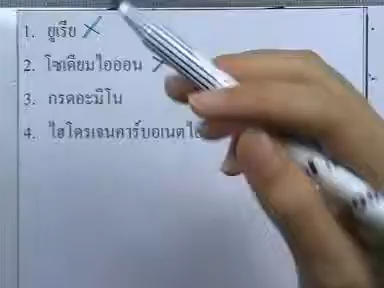 1. ยูเรีย
2. โซเดียมไอออน
3. กรดอะมิโน
4. ไฮโดรเจนคาร์บอเนต